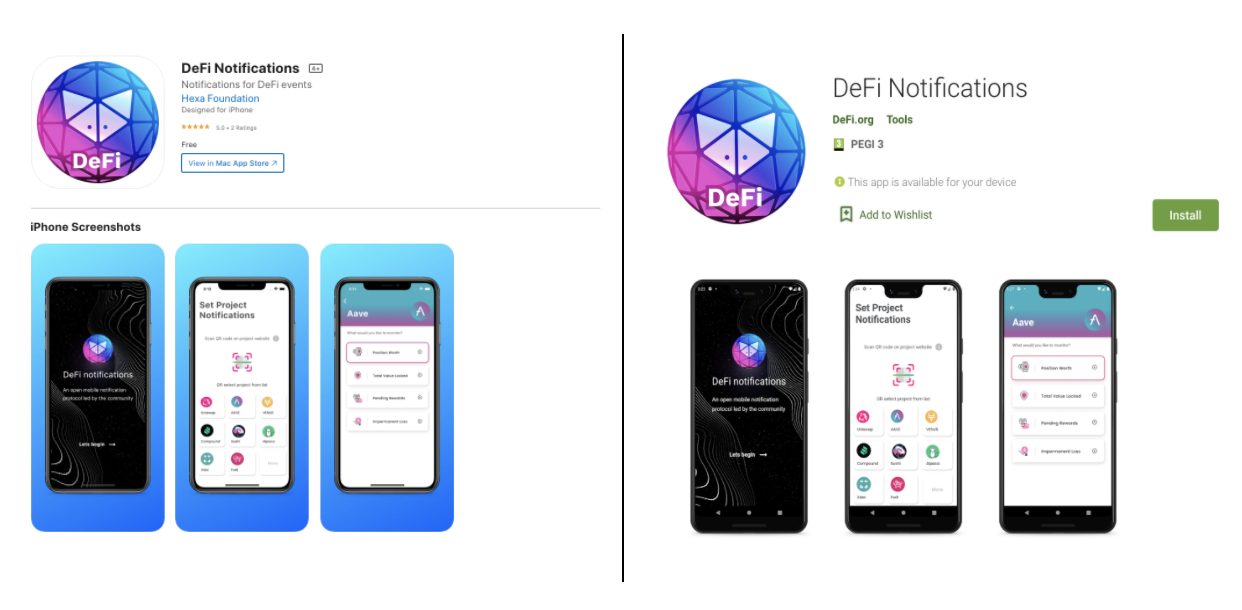 DeFi
DeFi Notifications 4+
Notifications for DeFi events
Hexa Foundation
Designed for iPhone
★★★★★ 5.0 • 2 Ratings
Free
View in Mac App Store ↗
iPhone Screenshots
DeFi notifications
An open mobile notification
protocol led by the community
Lets begin →
Set Project
Notifications
Scan QR code on project website
OR select project from list
Uniswap AAVE VENUS
Compound Sushi Alpaca
More
Aave
What would you like to monitor?
Position Worth
Total Value Locked
Pending Rewards
Impermanent Loss
DeFi
DeFi Notifications
DeFi.org Tools
3 PEGI 3
This app is available for your device
Add to Wishlist
Install
DeFi notifications
An open mobile notification
protocol led by the community
Lets begin →
Set Project
Notifications
Scan QR code on project website
OR select project from list
Uniswap AAVE VENUS
Compound Sushi Alpaca
More
Aave
What would you like to monitor?
Position Worth
Total Value Locked
Pending Rewards
Impermanent Loss